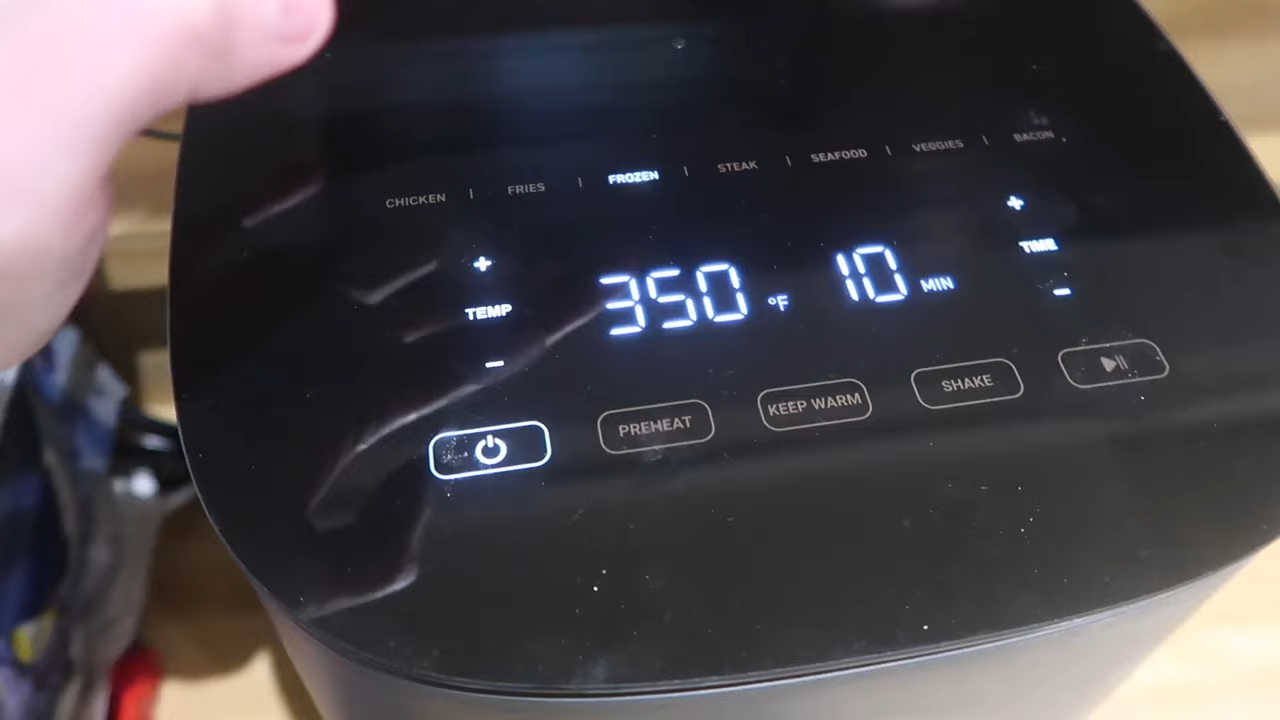 CHICKEN | FRIES | FROZEN | STEAK | SEAFOOD | VEGGIES | BACON
+ +
TEMP 350 °F 10 MIN TIME
- -
PREHEAT KEEP WARM SHAKE